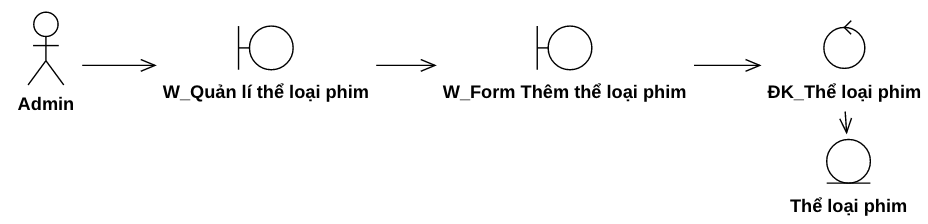 Admin
W_Quản lí thể loại phim
W_Form Thêm thể loại phim
ĐK_Thể loại phim
Thể loại phim